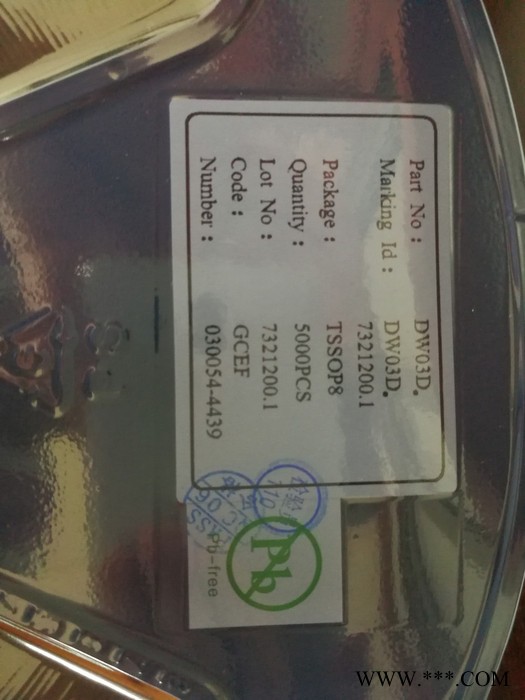 Part No : DW03D。
Marking Id : DW03D。
7321200.1
Package : TSSOP8
Quantity : 5000PCS
Lot No : 7321200.1
Code : GCEF
Number : 030054-4439
Pb
Pb-free
WWW.***.COM